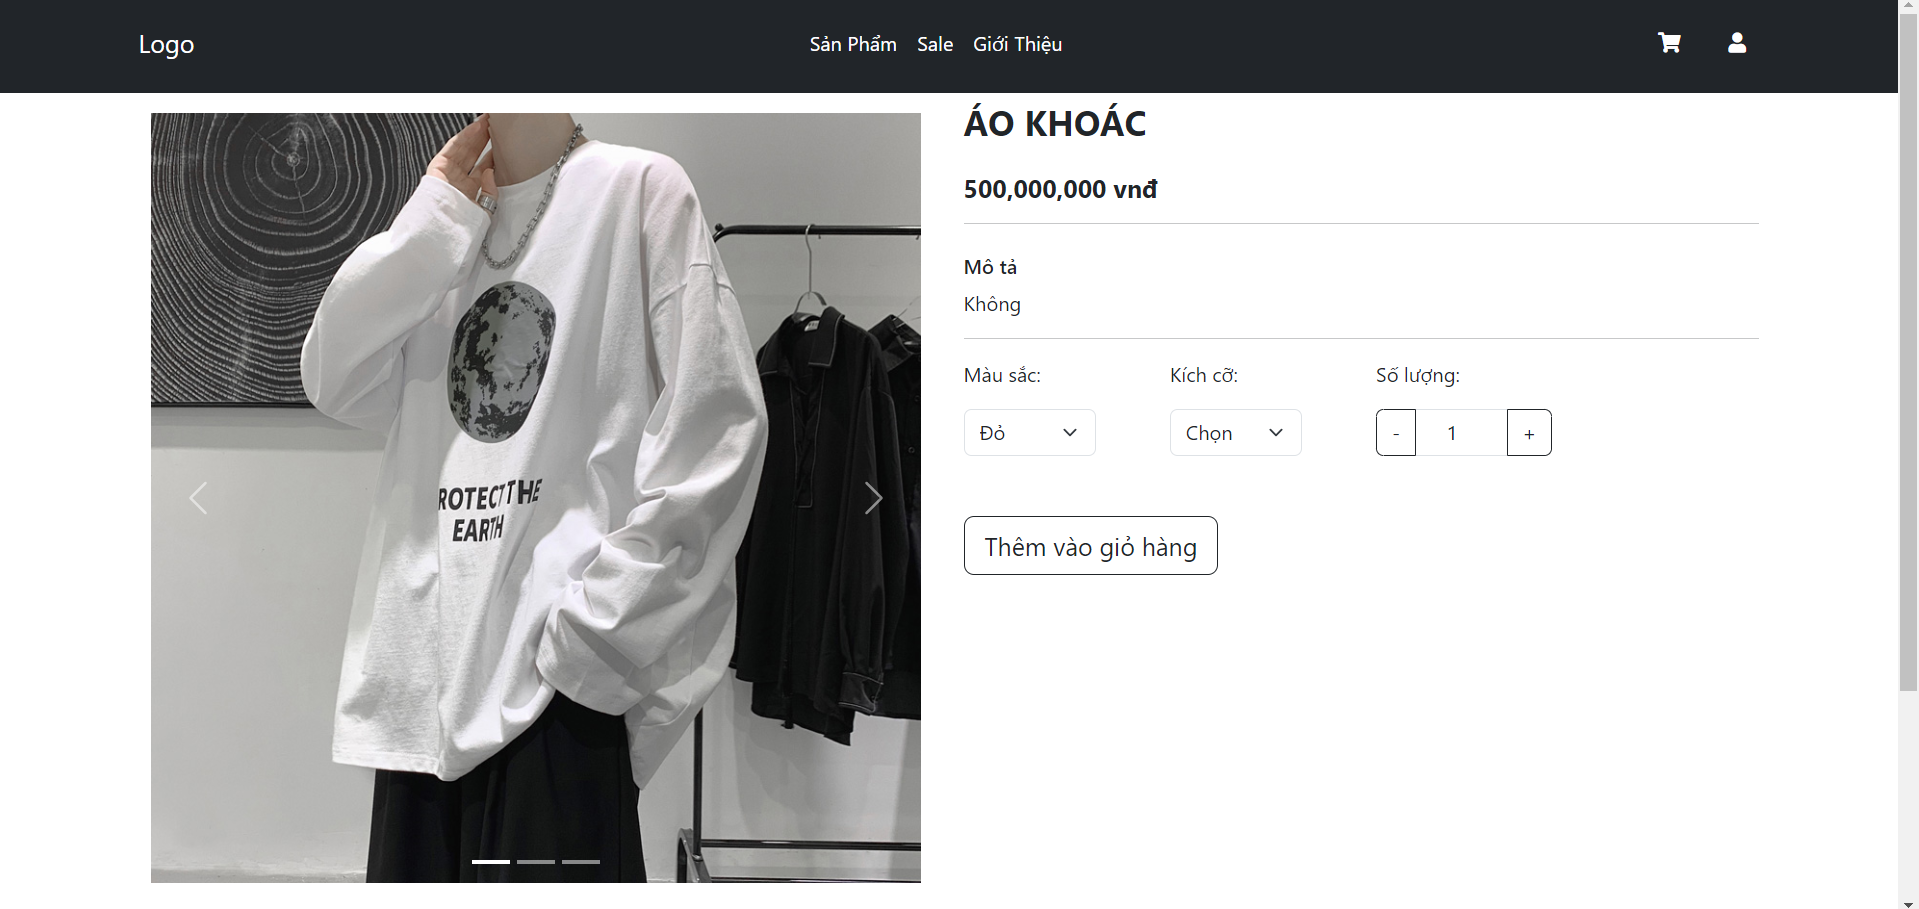 Logo
Sản Phẩm Sale Giới Thiệu
ÁO KHOÁC
500,000,000 vnđ
Mô tả
Không
Màu sắc: Kích cỡ: Số lượng:
Đỏ Chọn - 1 +
Thêm vào giỏ hàng
ROTECT THE
EARTH